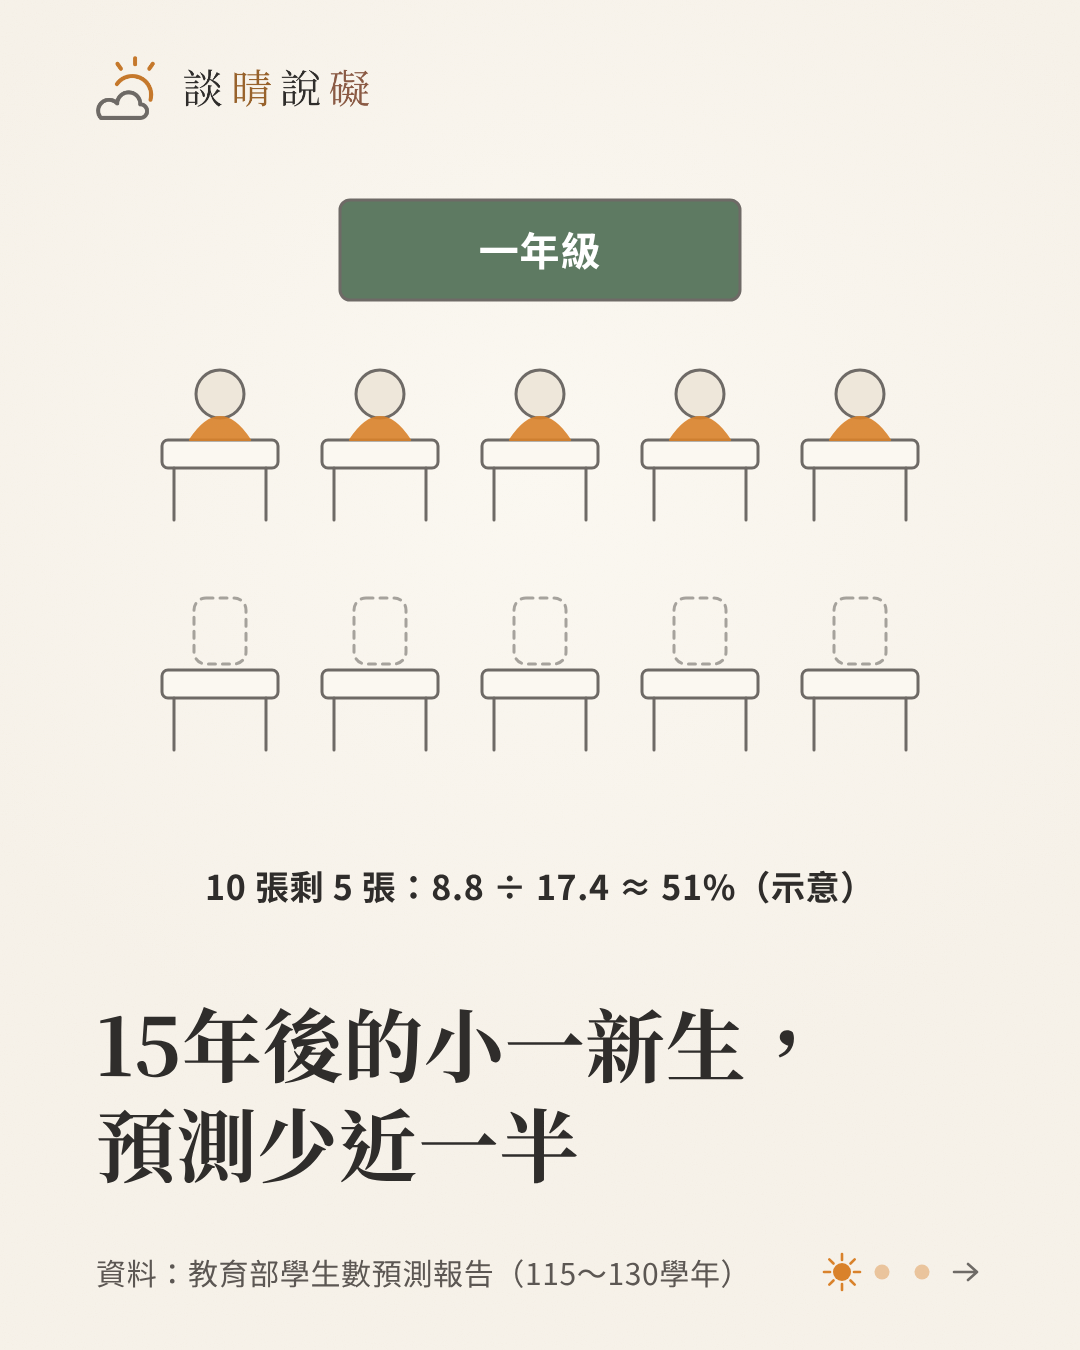 談晴說礙
一年級
10 張剩 5 張：8.8 ÷ 17.4 ≈ 51%（示意）
15年後的小一新生，
預測少近一半
資料：教育部學生數預測報告（115～130學年）